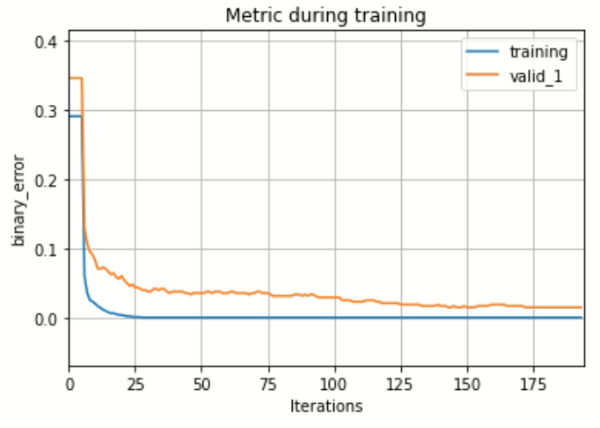 Metric during training
training
valid_1
binary_error
0.4
0.3
0.2
0.1
0.0
0 25 50 75 100 125 150 175
Iterations